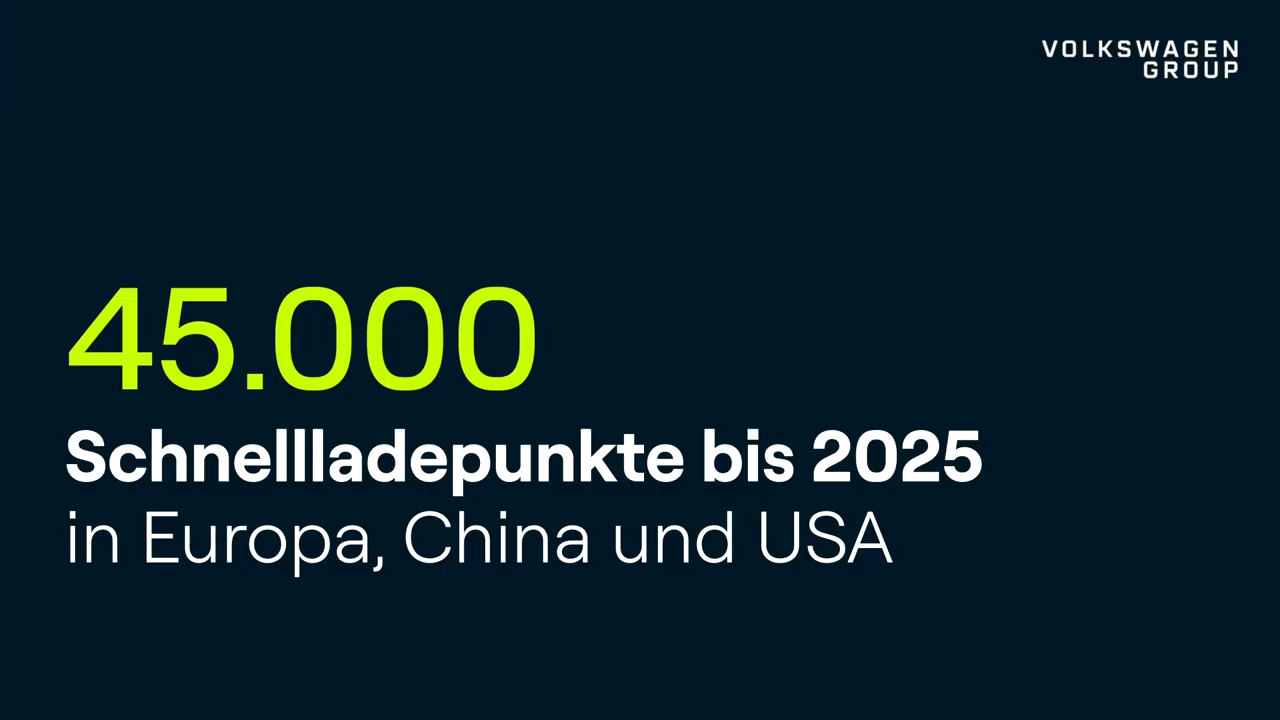 VOLKSWAGEN
GROUP
45.000
Schnellladepunkte bis 2025
in Europa, China und USA